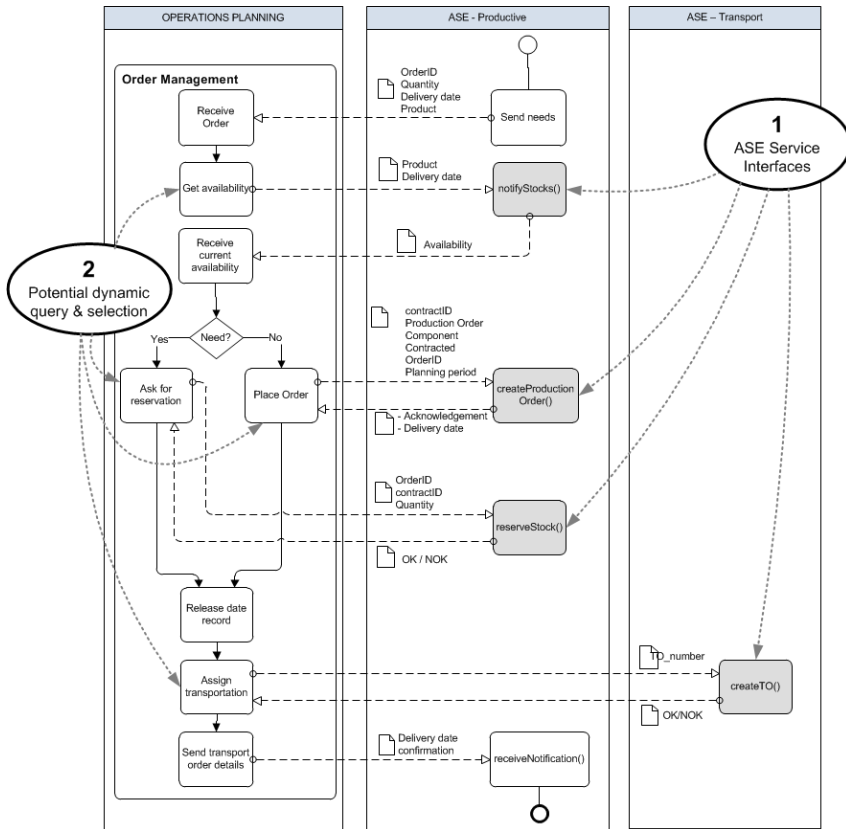 OPERATIONS PLANNING
ASE - Productive
ASE – Transport
Order Management
Receive
Order
OrderID
Quantity
Delivery date
Product
Send needs
1
ASE Service
Interfaces
Get availability
Product
Delivery date
notifyStocks()
Receive
current
availability
Availability
2
Potential dynamic
query & selection
Need?
Yes
No
contractID
Production Order
Component
Contracted
OrderID
Planning period
Ask for
reservation
Place Order
createProduction
Order()
- Acknowledgement
- Delivery date
OrderID
contractID
Quantity
reserveStock()
OK / NOK
Release date
record
TO_number
Assign
transportation
createTO()
OK/NOK
Send transport
order details
Delivery date
confirmation
receiveNotification()